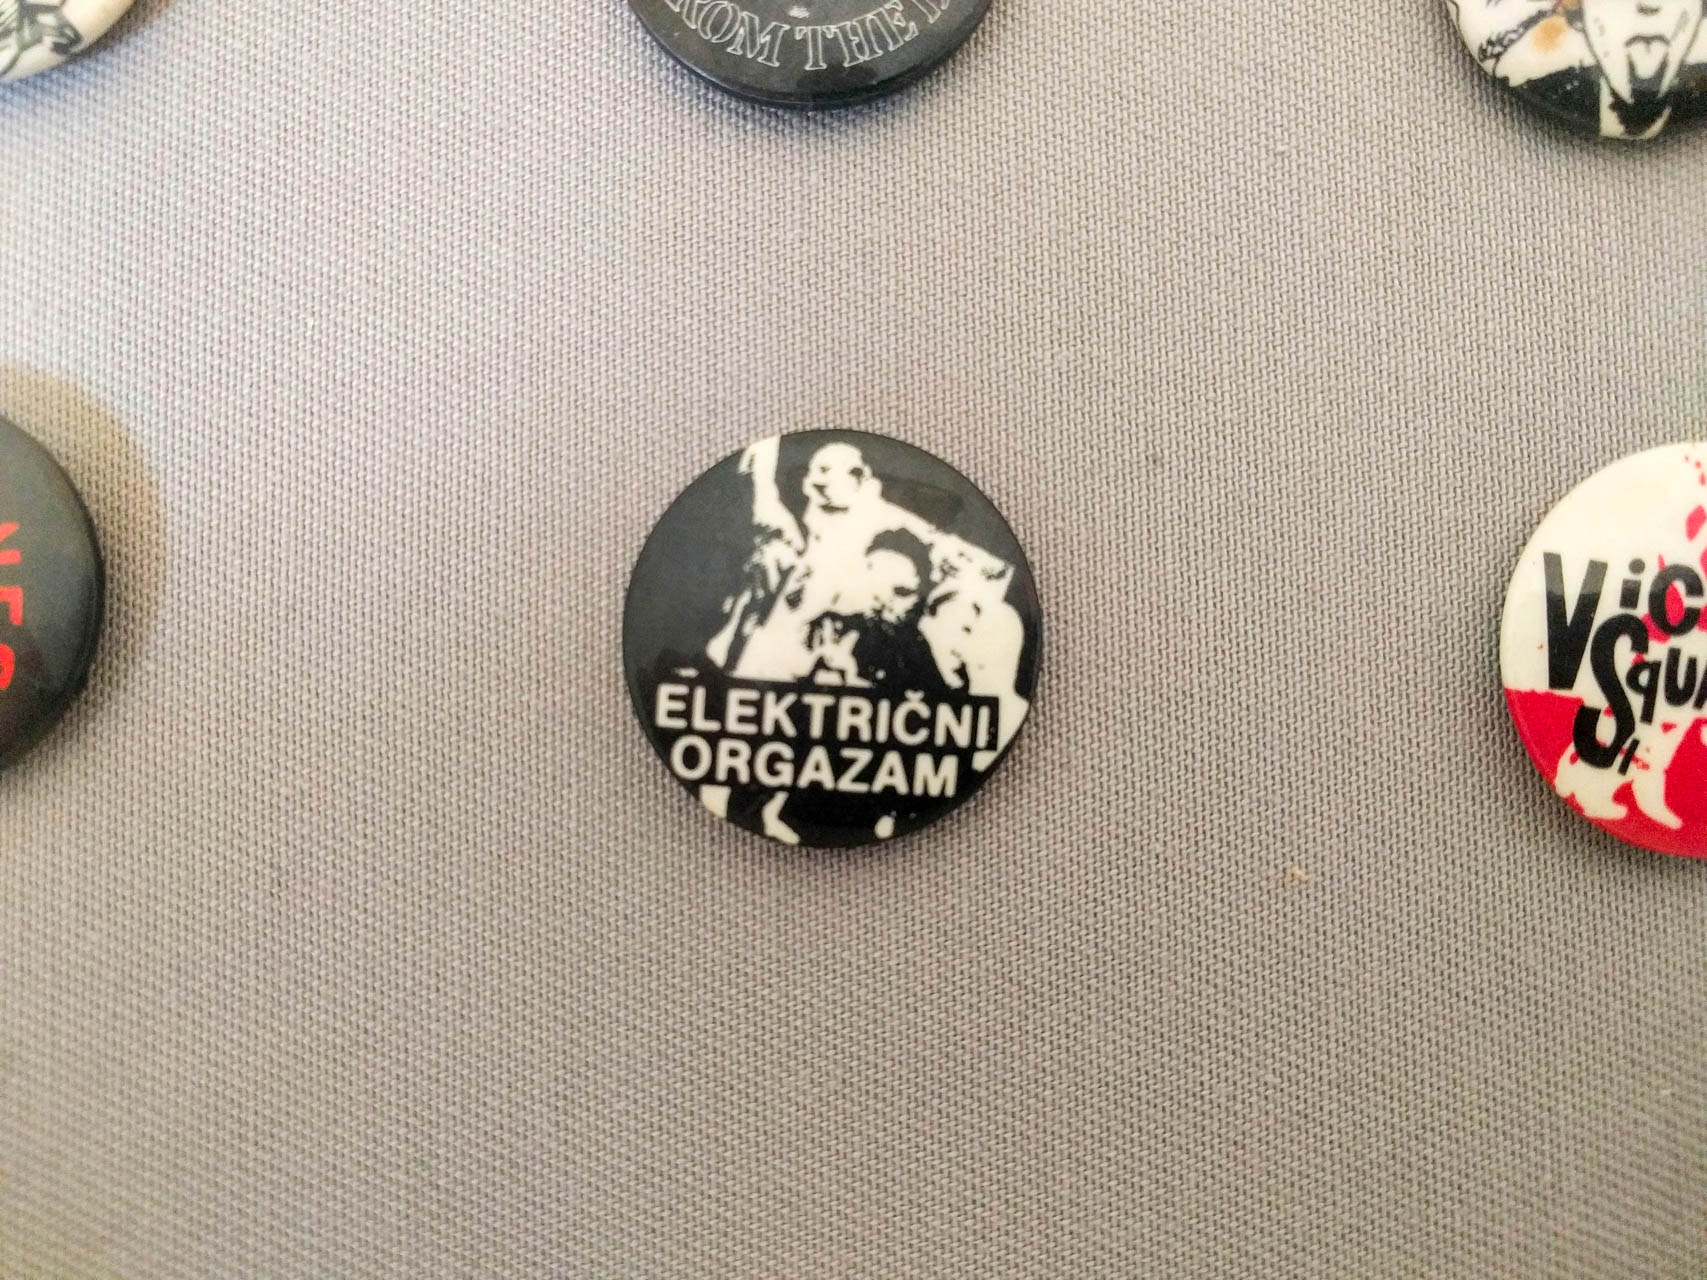 ROM THE
ELEKTRIČNI
ORGAZAM
Vic
Squa